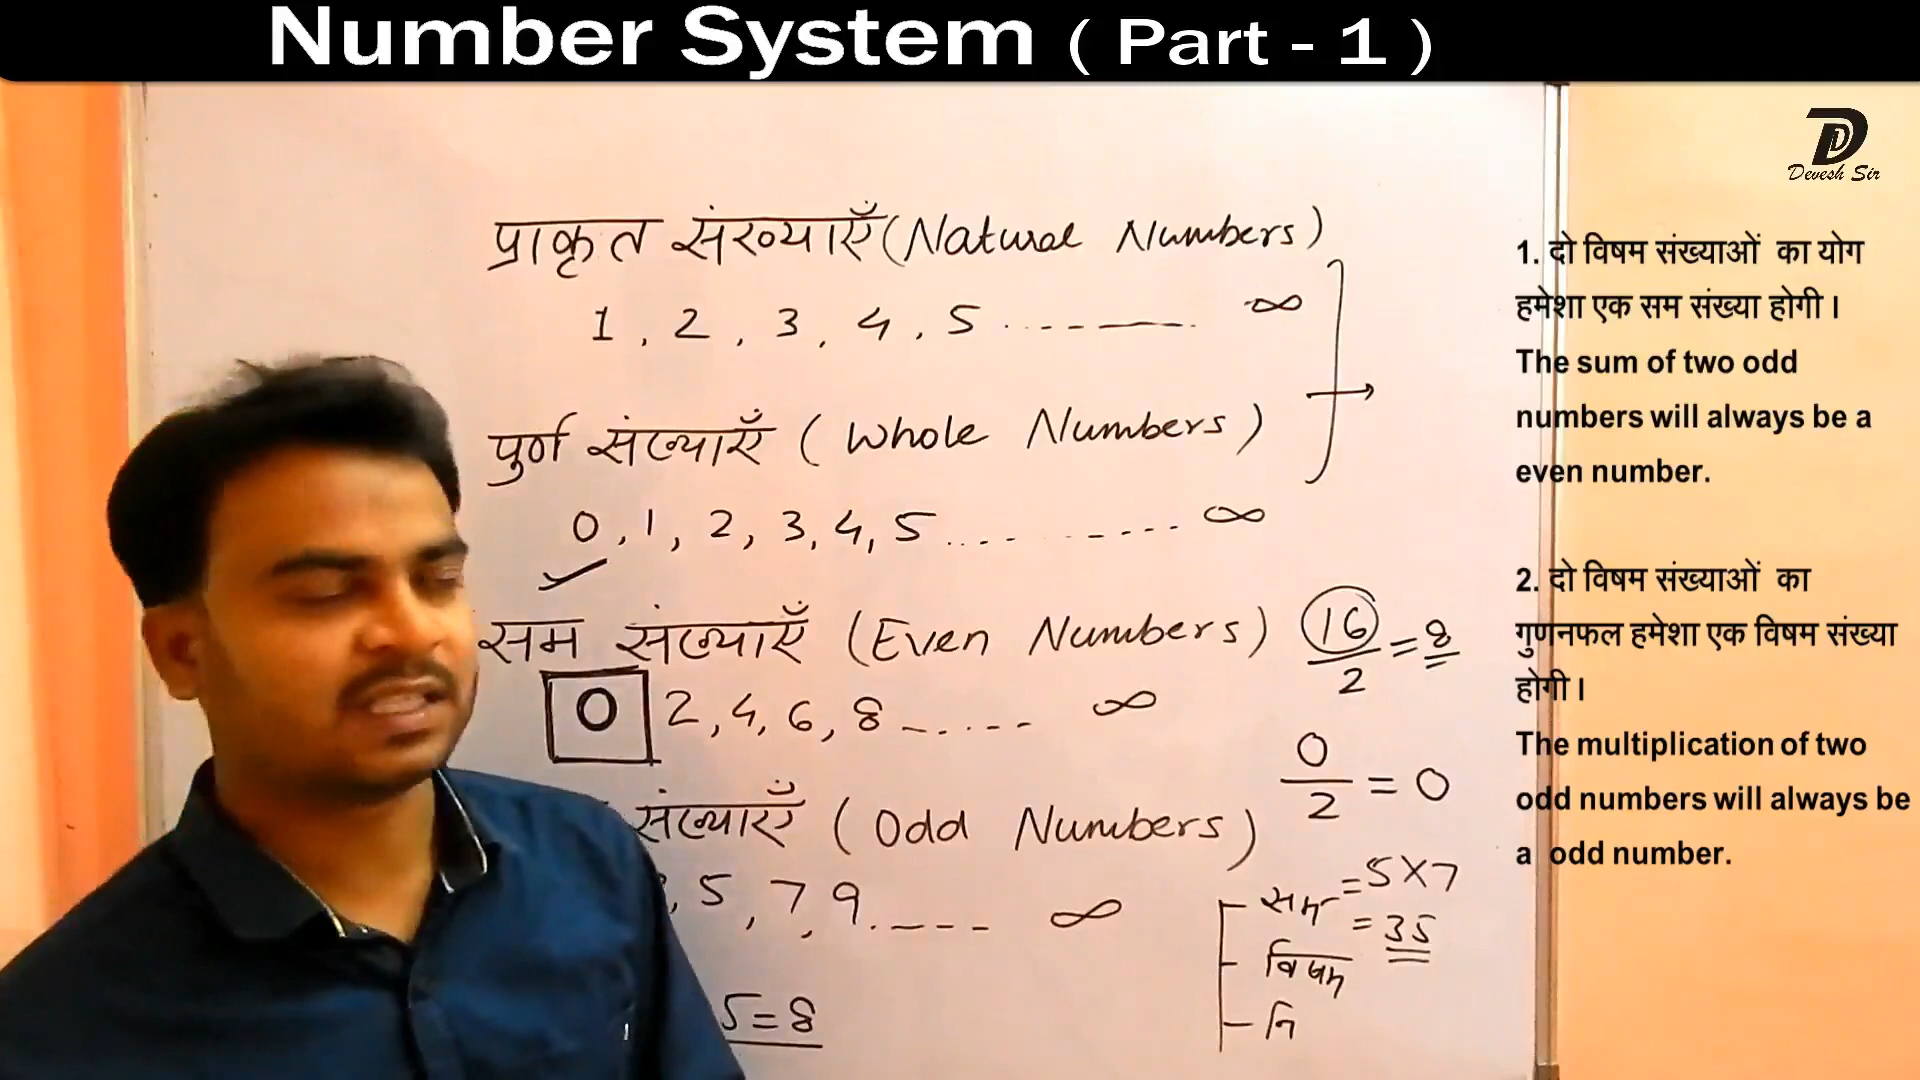 Number System ( Part - 1 )
Devesh Sir
प्राकृत संख्याएँ (Natural Numbers)
1, 2, 3, 4, 5 ........ ∞
पुर्ण संख्याएँ ( Whole Numbers )
0, 1, 2, 3, 4, 5 ........ ∞
सम संख्याएँ (Even Numbers)
0 2, 4, 6, 8 ....... ∞
संख्याएँ ( Odd Numbers )
, 5, 7, 9 ...... ∞
5 = 8
16/2 = 8
0/2 = 0
सम = 5 X 7
= 35
विषम
1. दो विषम संख्याओं का योग
हमेशा एक सम संख्या होगी ।
The sum of two odd
numbers will always be a
even number.
2. दो विषम संख्याओं का
गुणनफल हमेशा एक विषम संख्या
होगी ।
The multiplication of two
odd numbers will always be
a odd number.